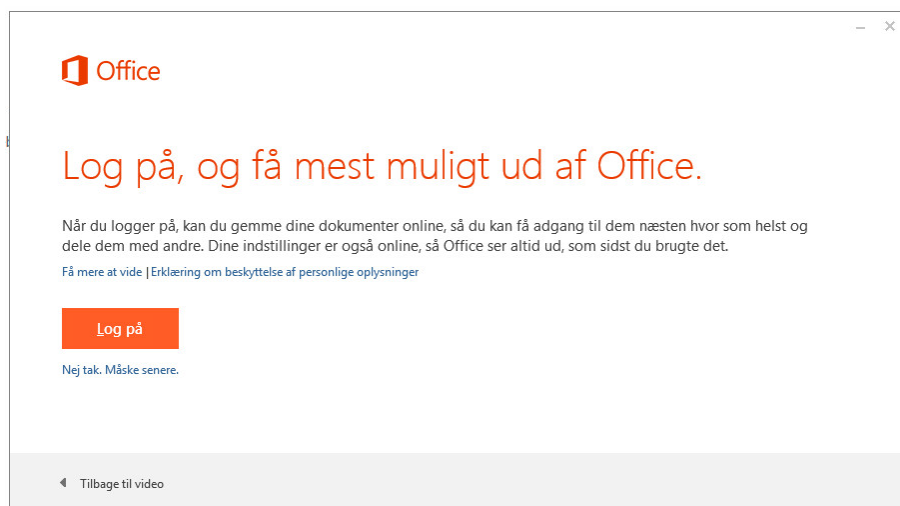 Office
Log på, og få mest muligt ud af Office.
Når du logger på, kan du gemme dine dokumenter online, så du kan få adgang til dem næsten hvor som helst og
dele dem med andre. Dine indstillinger er også online, så Office ser altid ud, som sidst du brugte det.
Få mere at vide | Erklæring om beskyttelse af personlige oplysninger
Log på
Nej tak. Måske senere.
Tilbage til video